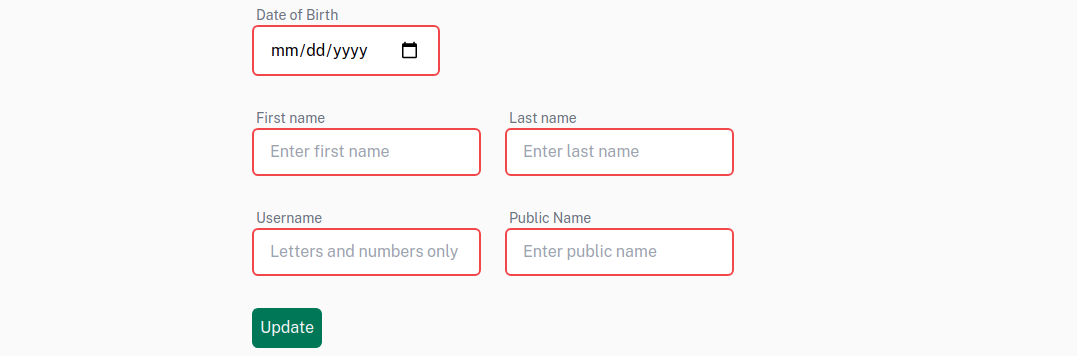 Date of Birth
mm/dd/yyyy
First name Last name
Enter first name Enter last name
Username Public Name
Letters and numbers only Enter public name
Update